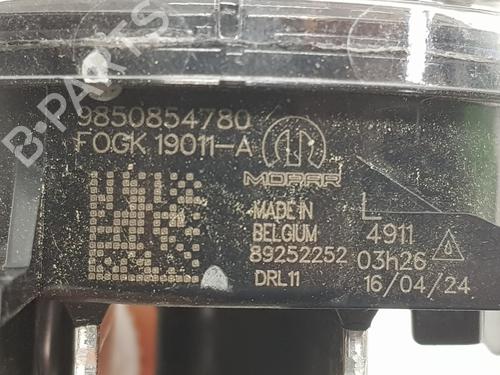 9850854780
FOGK 19011-A
MOPAR
MADE IN
BELGIUM
89252252
DRL11
L
4911
03h26
16/04/24
B-PARTS